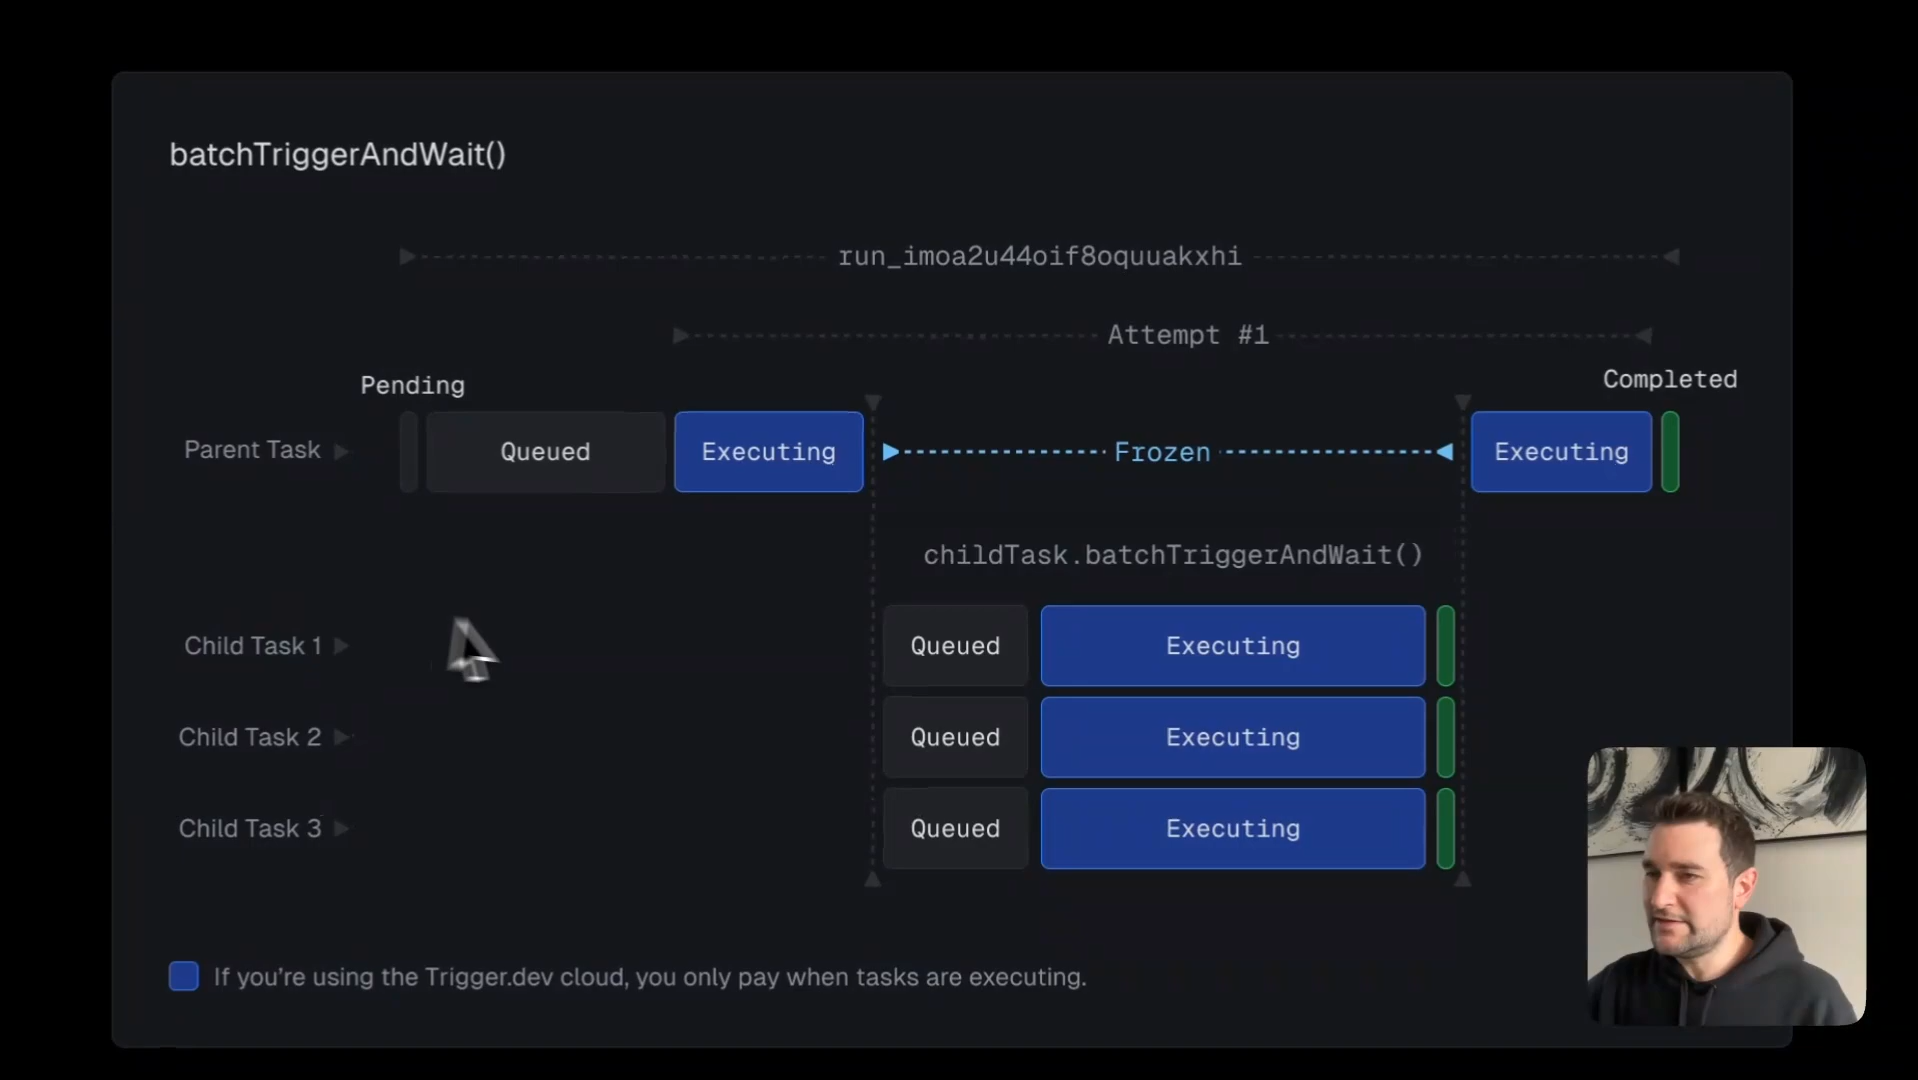 batchTriggerAndWait()
run_imoa2u44oif8oquuakxhi
Attempt #1
Pending
Completed
Parent Task
Queued
Executing
Frozen
Executing
childTask.batchTriggerAndWait()
Child Task 1
Queued
Executing
Child Task 2
Queued
Executing
Child Task 3
Queued
Executing
If you’re using the Trigger.dev cloud, you only pay when tasks are executing.